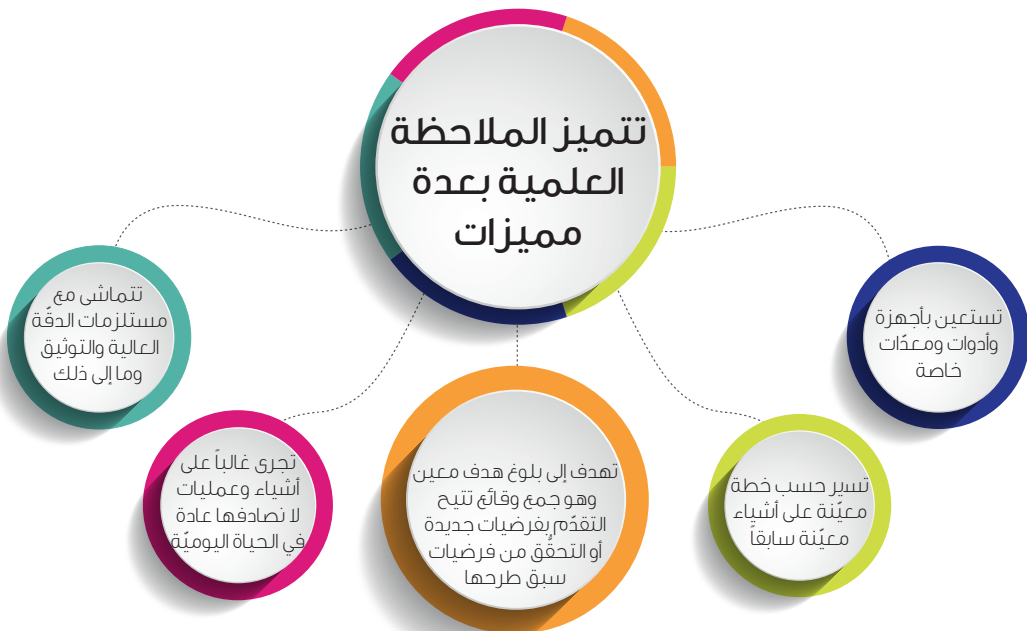 تتميز الملاحظة
العلمية بعدة
مميزات
تستعين بأجهزة
وأدوات ومعدّات
خاصة
تسير حسب خطة
معيّنة على أشياء
معيّنة سابقاً
تهدف إلى بلوغ هدف معين
وهو جمع وقائع تتيح
التقدّم بفرضيات جديدة
أو التحقُّق من فرضيات
سبق طرحها
تجرى غالباً على
أشياء وعمليات
لا نصادفها عادة
في الحياة اليوميّة
تتماشى مع
مستلزمات الدقّة
العالية والتوثيق
وما إلى ذلك